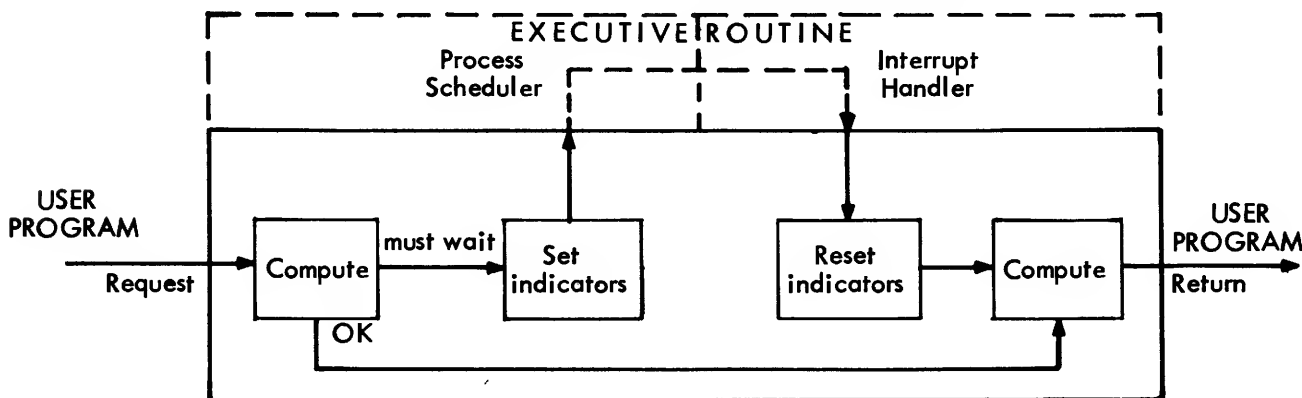 EXECUTIVE ROUTINE
Process
Scheduler
Interrupt
Handler
USER
PROGRAM
Request
Compute
must wait
Set
indicators
OK
Reset
indicators
Compute
USER
PROGRAM
Return